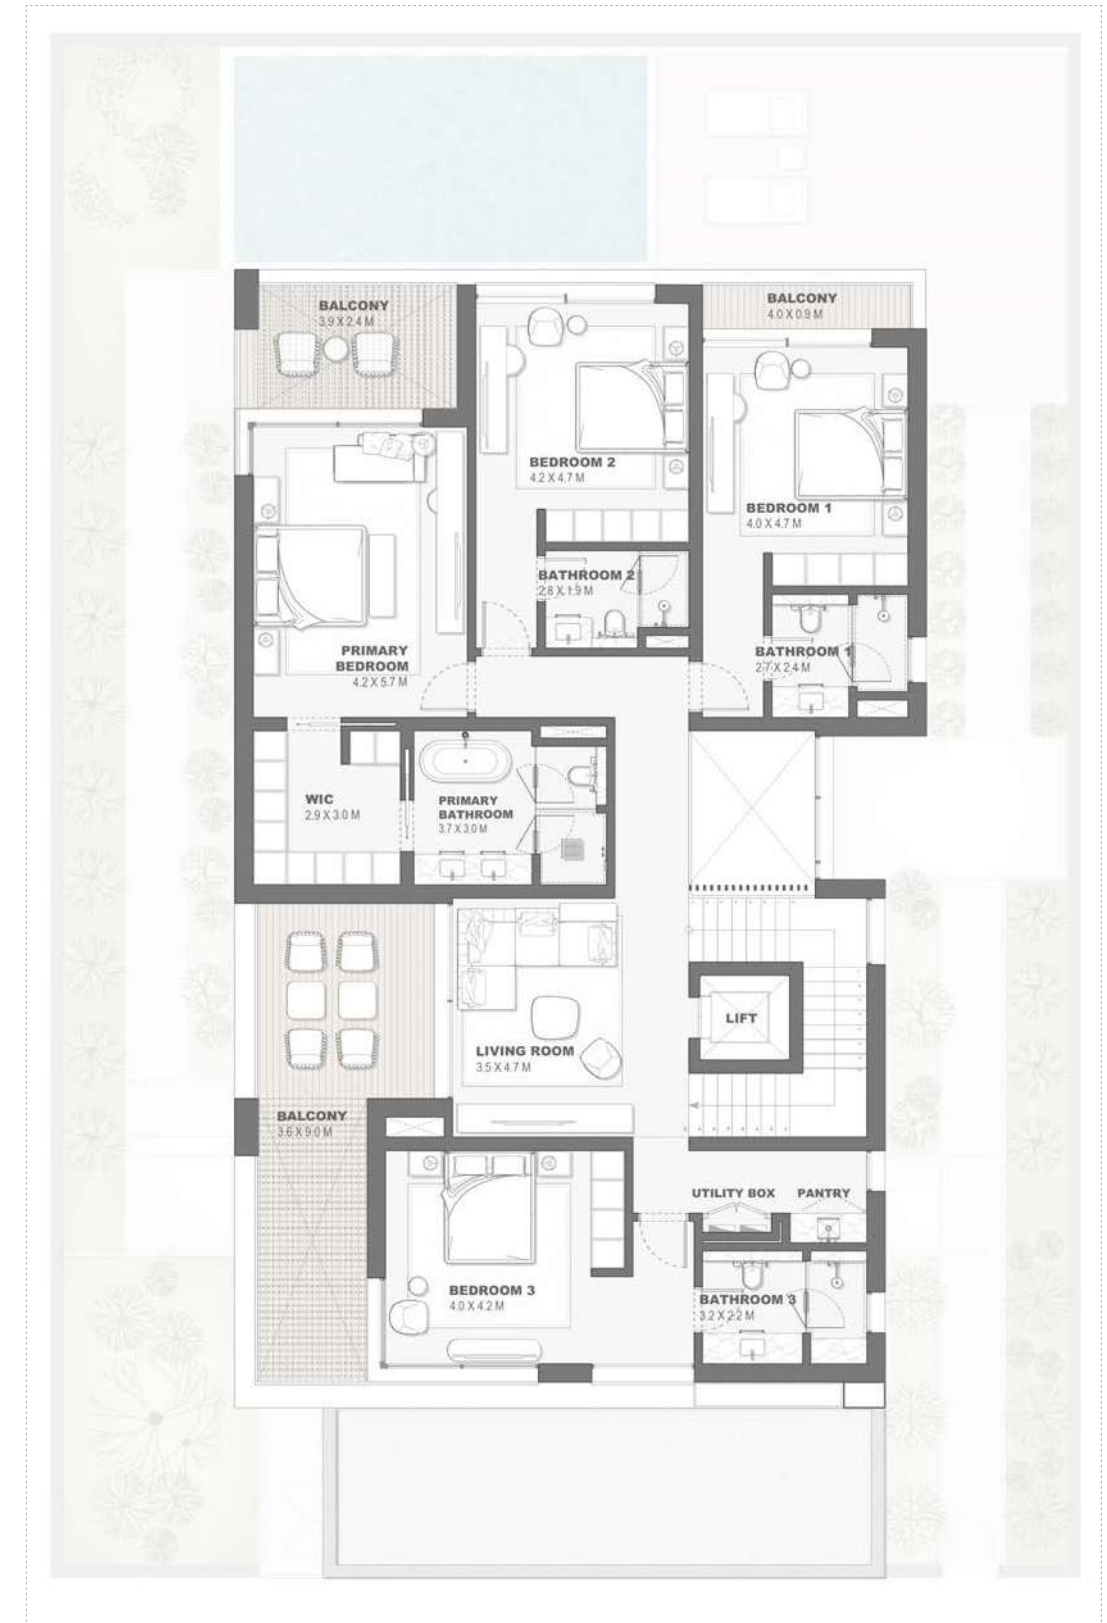 BALCONY
3.9 X 2.4 M
BALCONY
4.0 X 0.9 M
BEDROOM 2
4.2 X 4.7 M
BEDROOM 1
4.0 X 4.7 M
BATHROOM 2
2.8 X 1.9 M
PRIMARY
BEDROOM
4.2 X 5.7 M
BATHROOM 1
2.7 X 2.4 M
WIC
2.9 X 3.0 M
PRIMARY
BATHROOM
3.7 X 3.0 M
LIFT
LIVING ROOM
3.5 X 4.7 M
BALCONY
3.6 X 9.0 M
UTILITY BOX
PANTRY
BEDROOM 3
4.0 X 4.2 M
BATHROOM 3
3.2 X 2.2 M